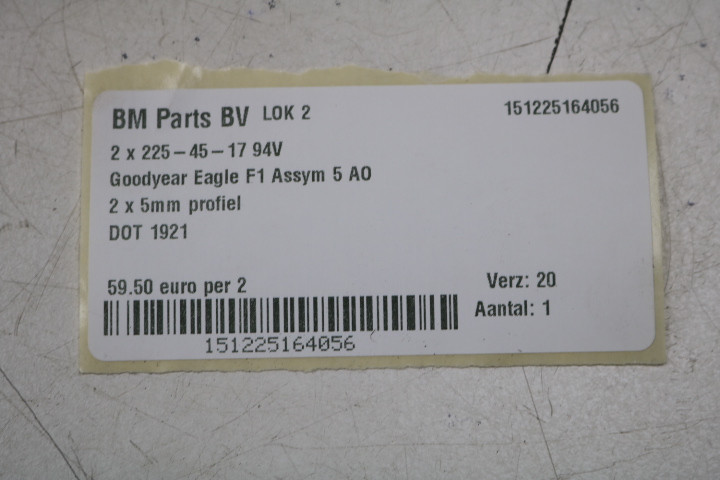 BM Parts BV LOK 2 151225164056
2 x 225-45-17 94V
Goodyear Eagle F1 Assym 5 AO
2 x 5mm profiel
DOT 1921
59.50 euro per 2 Verz: 20
Aantal: 1
151225164056